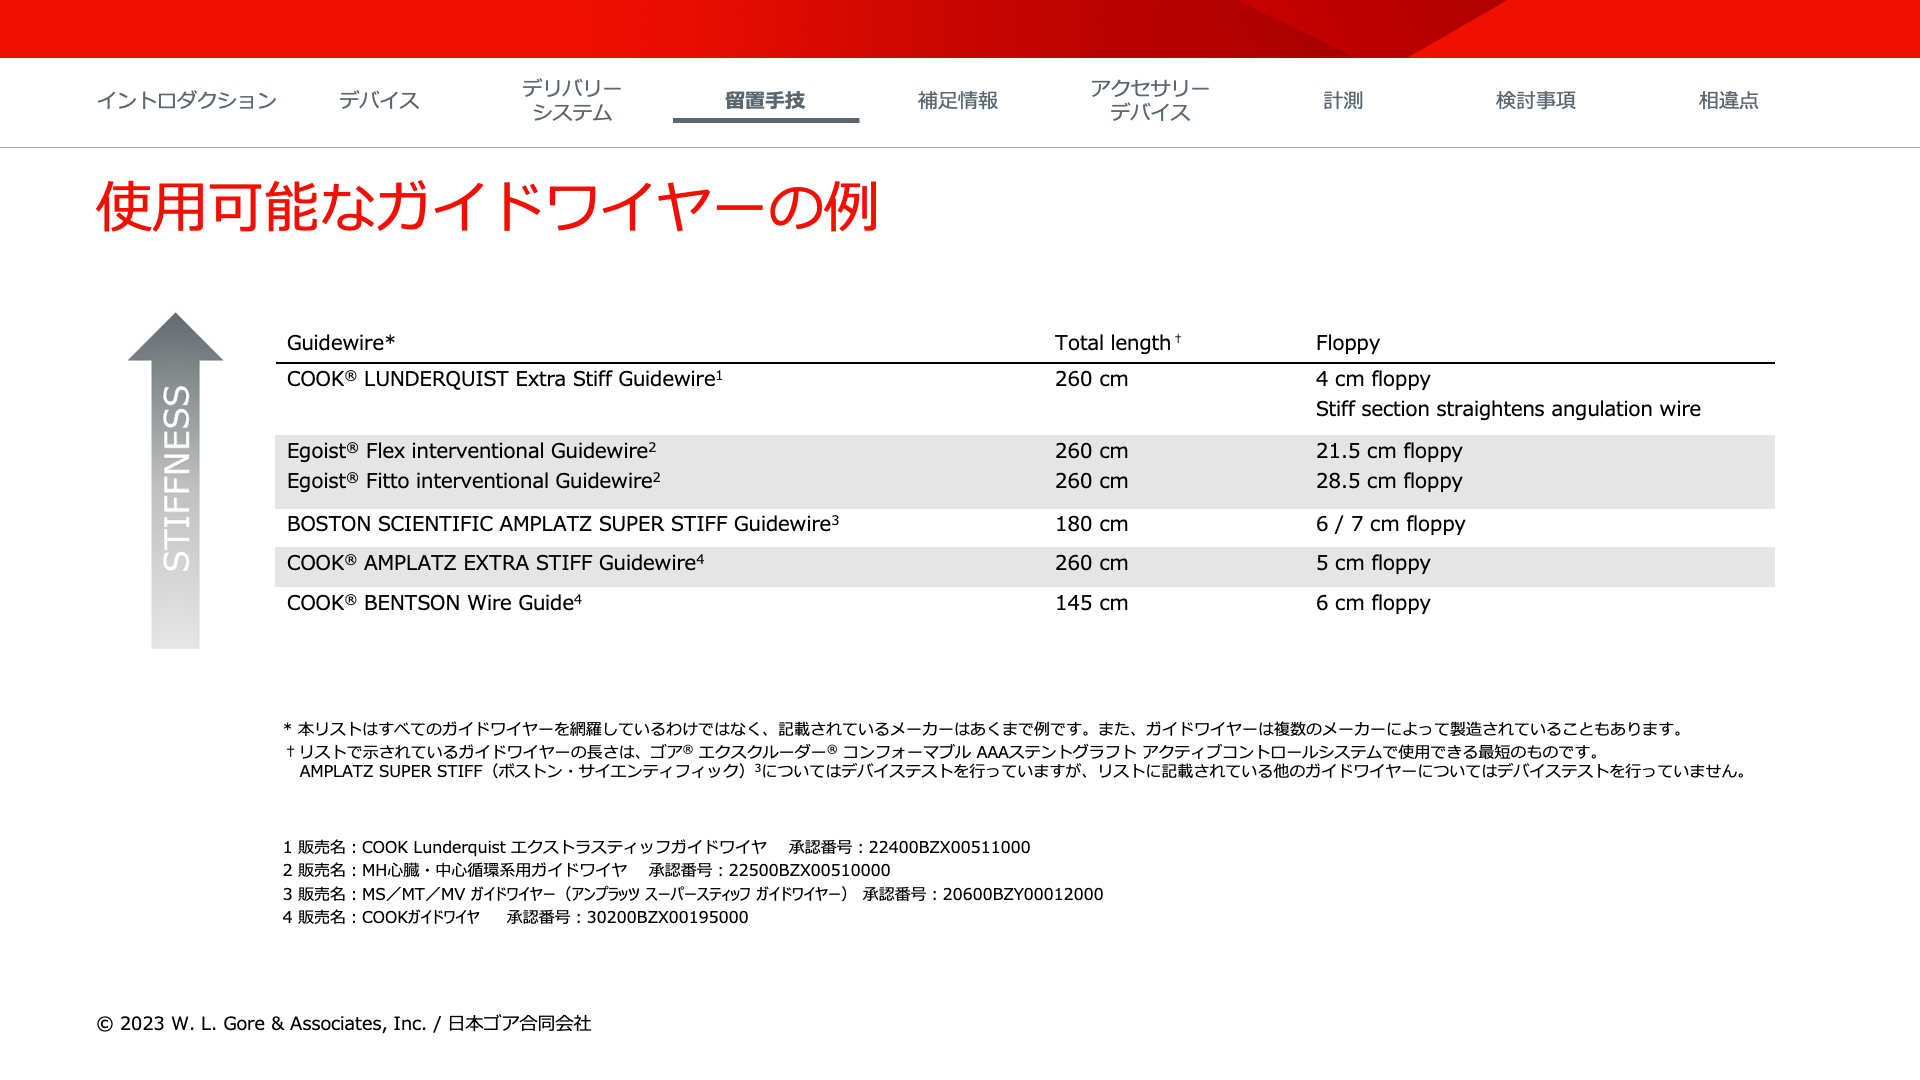 イントロダクション
デバイス
デリバリー
システム
留置手技
補足情報
アクセサリー
デバイス
計測
検討事項
相違点
使用可能なガイドワイヤーの例
STIFFNESS
Guidewire* Total length† Floppy
COOK® LUNDERQUIST Extra Stiff Guidewire¹ 260 cm 4 cm floppy
Stiff section straightens angulation wire
Egoist® Flex interventional Guidewire² 260 cm 21.5 cm floppy
Egoist® Fitto interventional Guidewire² 260 cm 28.5 cm floppy
BOSTON SCIENTIFIC AMPLATZ SUPER STIFF Guidewire³ 180 cm 6 / 7 cm floppy
COOK® AMPLATZ EXTRA STIFF Guidewire⁴ 260 cm 5 cm floppy
COOK® BENTSON Wire Guide⁴ 145 cm 6 cm floppy
* 本リストはすべてのガイドワイヤーを網羅しているわけではなく、記載されているメーカーはあくまで例です。また、ガイドワイヤーは複数のメーカーによって製造されていることもあります。
† リストで示されているガイドワイヤーの長さは、ゴア® エクスクルーダー® コンフォーマブル AAAステントグラフト アクティブコントロールシステムで使用できる最短のものです。
AMPLATZ SUPER STIFF（ボストン・サイエンティフィック）³についてはデバイステストを行っていますが、リストに記載されている他のガイドワイヤーについてはデバイステストを行っていません。
1 販売名：COOK Lunderquist エクストラスティッフガイドワイヤ　承認番号：22400BZX00511000
2 販売名：MH心臓・中心循環系用ガイドワイヤ　承認番号：22500BZX00510000
3 販売名：MS／MT／MV ガイドワイヤー（アンプラッツ スーパースティッフ ガイドワイヤー） 承認番号：20600BZY00012000
4 販売名：COOKガイドワイヤ　承認番号：30200BZX00195000
© 2023 W. L. Gore & Associates, Inc. / 日本ゴア合同会社